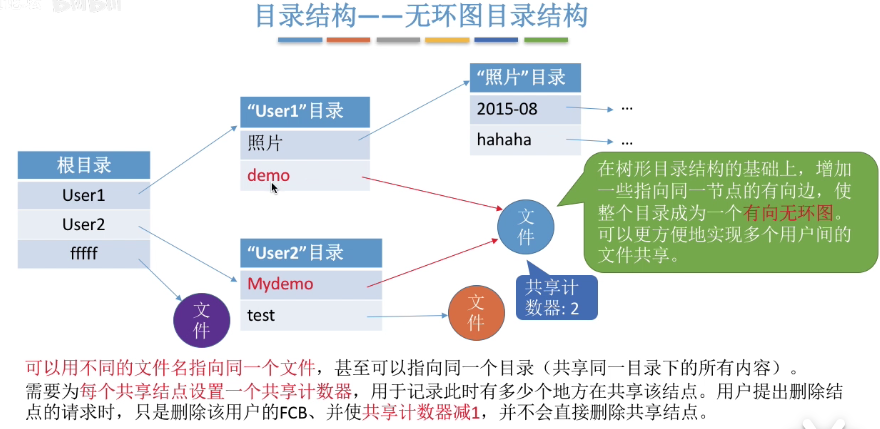 目录结构——无环图目录结构
“照片”目录
2015-08
...
hahaha
...
“User1”目录
照片
demo
根目录
User1
User2
fffff
“User2”目录
Mydemo
test
文件
文件
文件
共享计
数器: 2
在树形目录结构的基础上，增加
一些指向同一节点的有向边，使
整个目录成为一个有向无环图。
可以更方便地实现多个用户间的
文件共享。
可以用不同的文件名指向同一个文件，甚至可以指向同一个目录（共享同一目录下的所有内容）。
需要为每个共享结点设置一个共享计数器，用于记录此时有多少个地方在共享该结点。用户提出删除结
点的请求时，只是删除该用户的FCB、并使共享计数器减1，并不会直接删除共享结点。